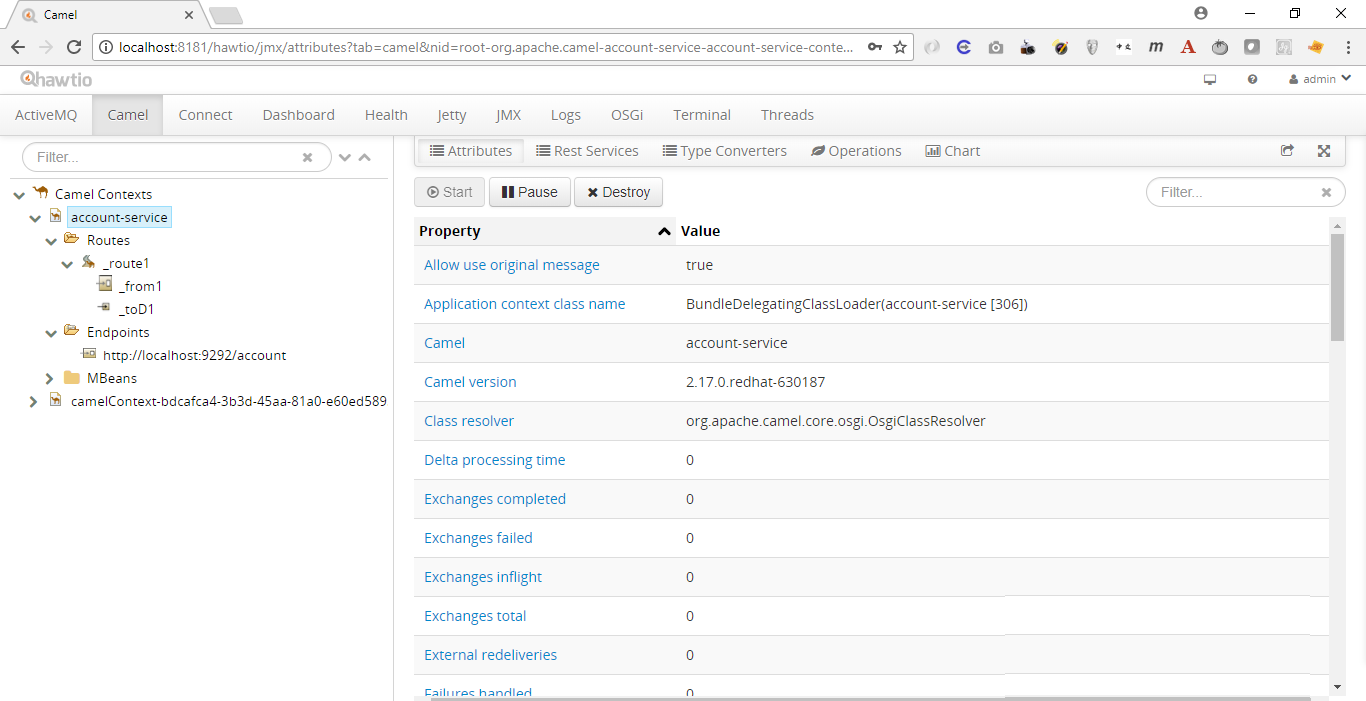 Camel
localhost:8181/hawtio/jmx/attributes?tab=camel&nid=root-org.apache.camel-account-service-account-service-conte...
hawtio
admin
ActiveMQ Camel Connect Dashboard Health Jetty JMX Logs OSGi Terminal Threads
Filter...
Attributes Rest Services Type Converters Operations Chart
Start Pause Destroy
Filter...
Camel Contexts
account-service
Routes
_route1
_from1
_toD1
Endpoints
http://localhost:9292/account
MBeans
camelContext-bdcafca4-3b3d-45aa-81a0-e60ed589
Property Value
Allow use original message true
Application context class name BundleDelegatingClassLoader(account-service [306])
Camel account-service
Camel version 2.17.0.redhat-630187
Class resolver org.apache.camel.core.osgi.OsgiClassResolver
Delta processing time 0
Exchanges completed 0
Exchanges failed 0
Exchanges inflight 0
Exchanges total 0
External redeliveries 0
Failures handled 0